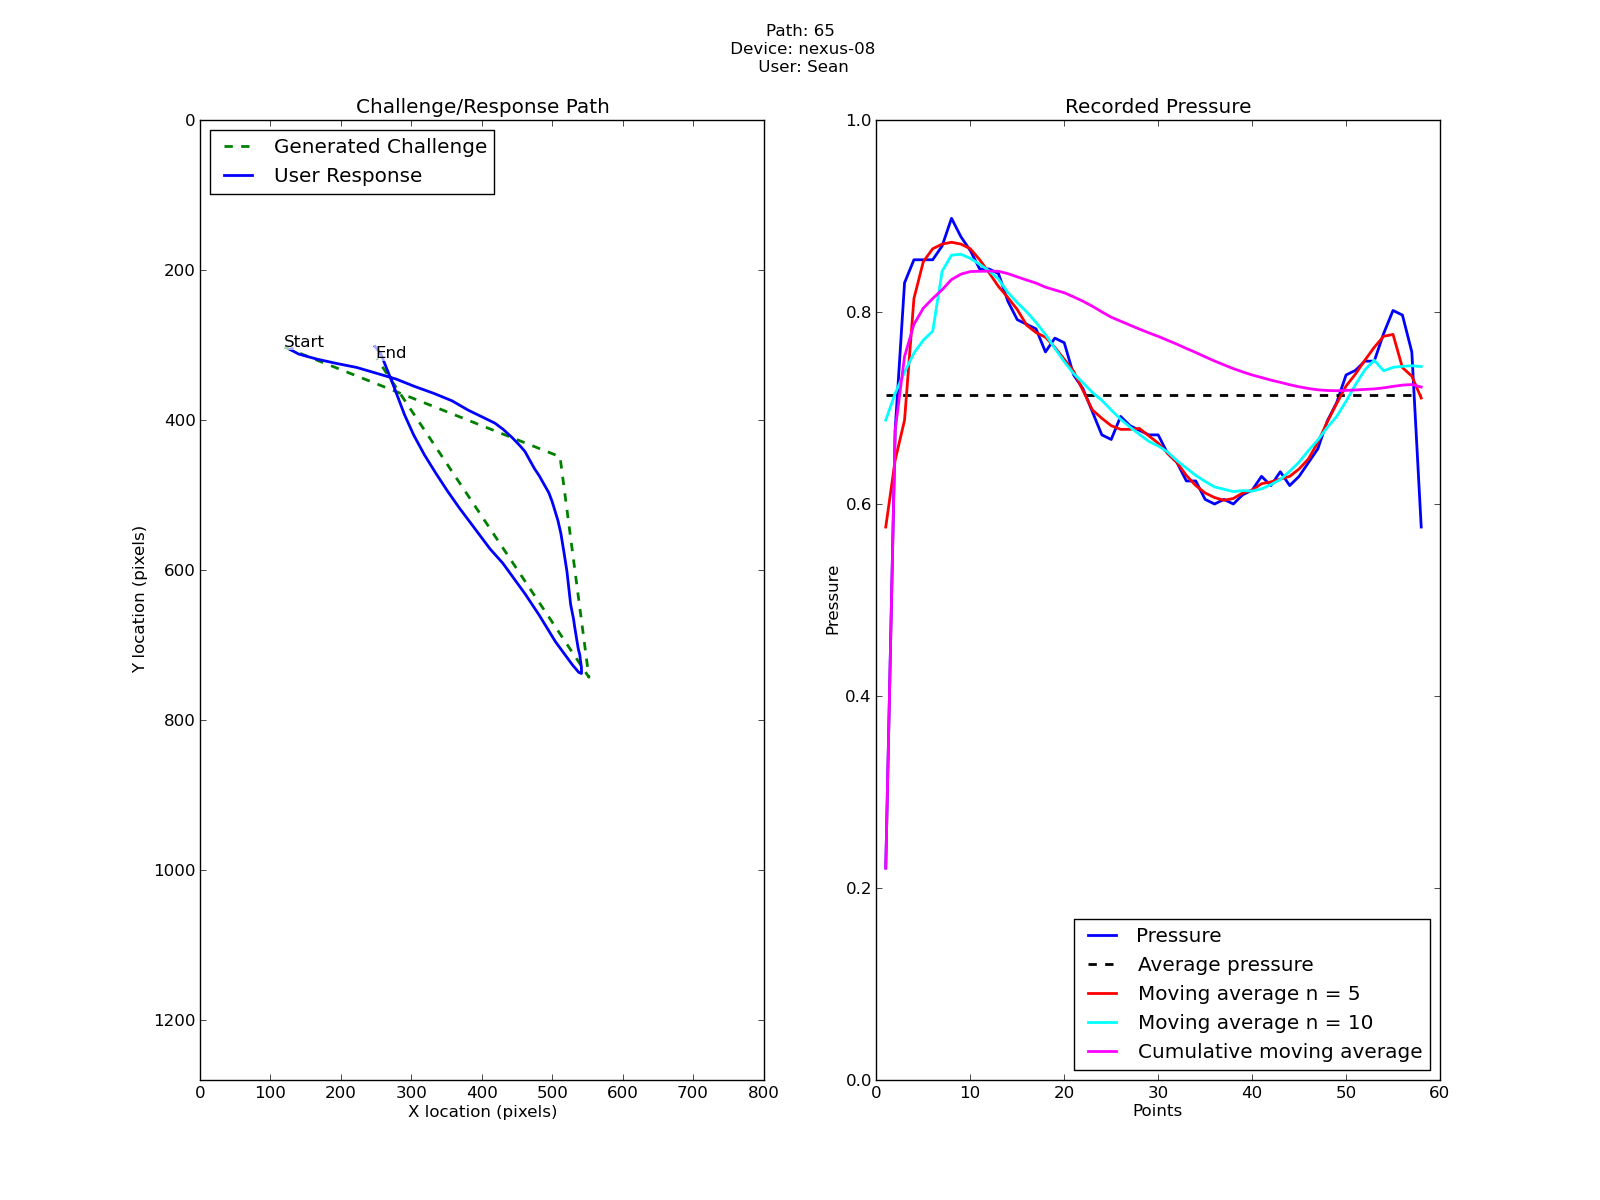 Path: 65
Device: nexus-08
User: Sean
Challenge/Response Path
Generated Challenge
User Response
Start
End
0
200
400
600
800
1000
1200
Y location (pixels)
0 100 200 300 400 500 600 700 800
X location (pixels)
Recorded Pressure
1.0
0.8
0.6
0.4
0.2
0.0
Pressure
Pressure
Average pressure
Moving average n = 5
Moving average n = 10
Cumulative moving average
0 10 20 30 40 50 60
Points